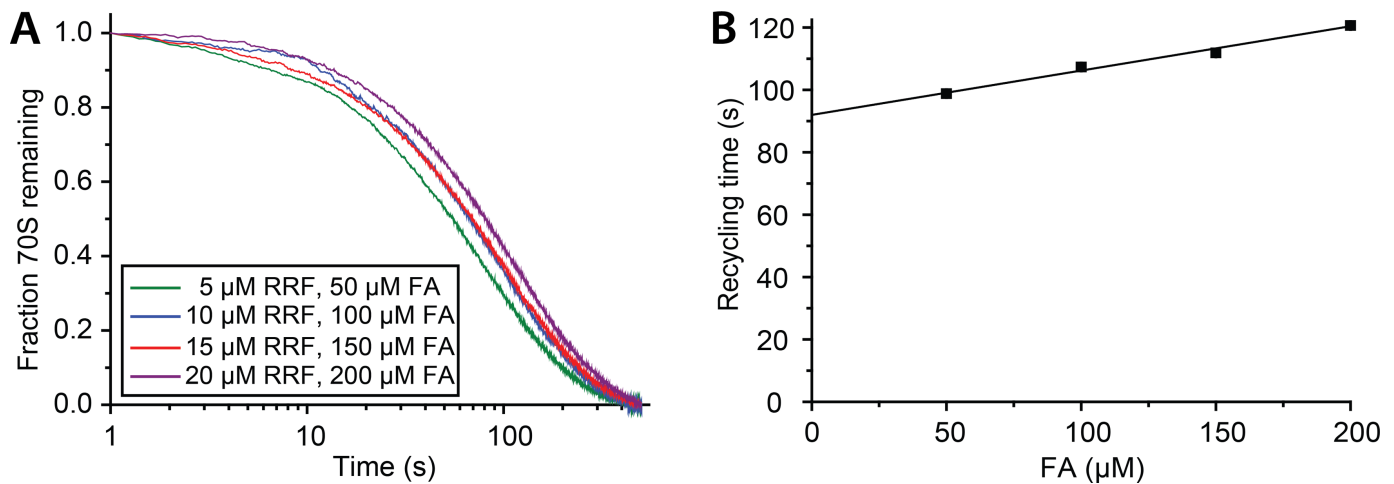 A
Fraction 70S remaining
1.0
0.8
0.6
0.4
0.2
0.0
5 µM RRF, 50 µM FA
10 µM RRF, 100 µM FA
15 µM RRF, 150 µM FA
20 µM RRF, 200 µM FA
1
10
100
Time (s)
B
Recycling time (s)
120
100
80
60
40
20
0
0
50
100
150
200
FA (µM)